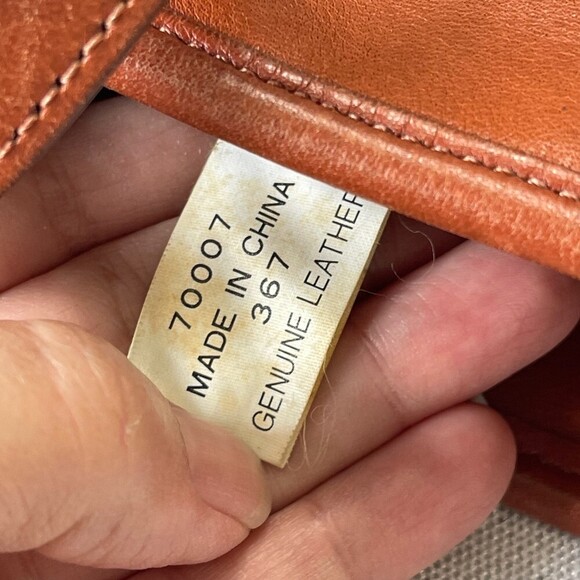 70007
MADE IN CHINA
367
GENUINE LEATHER